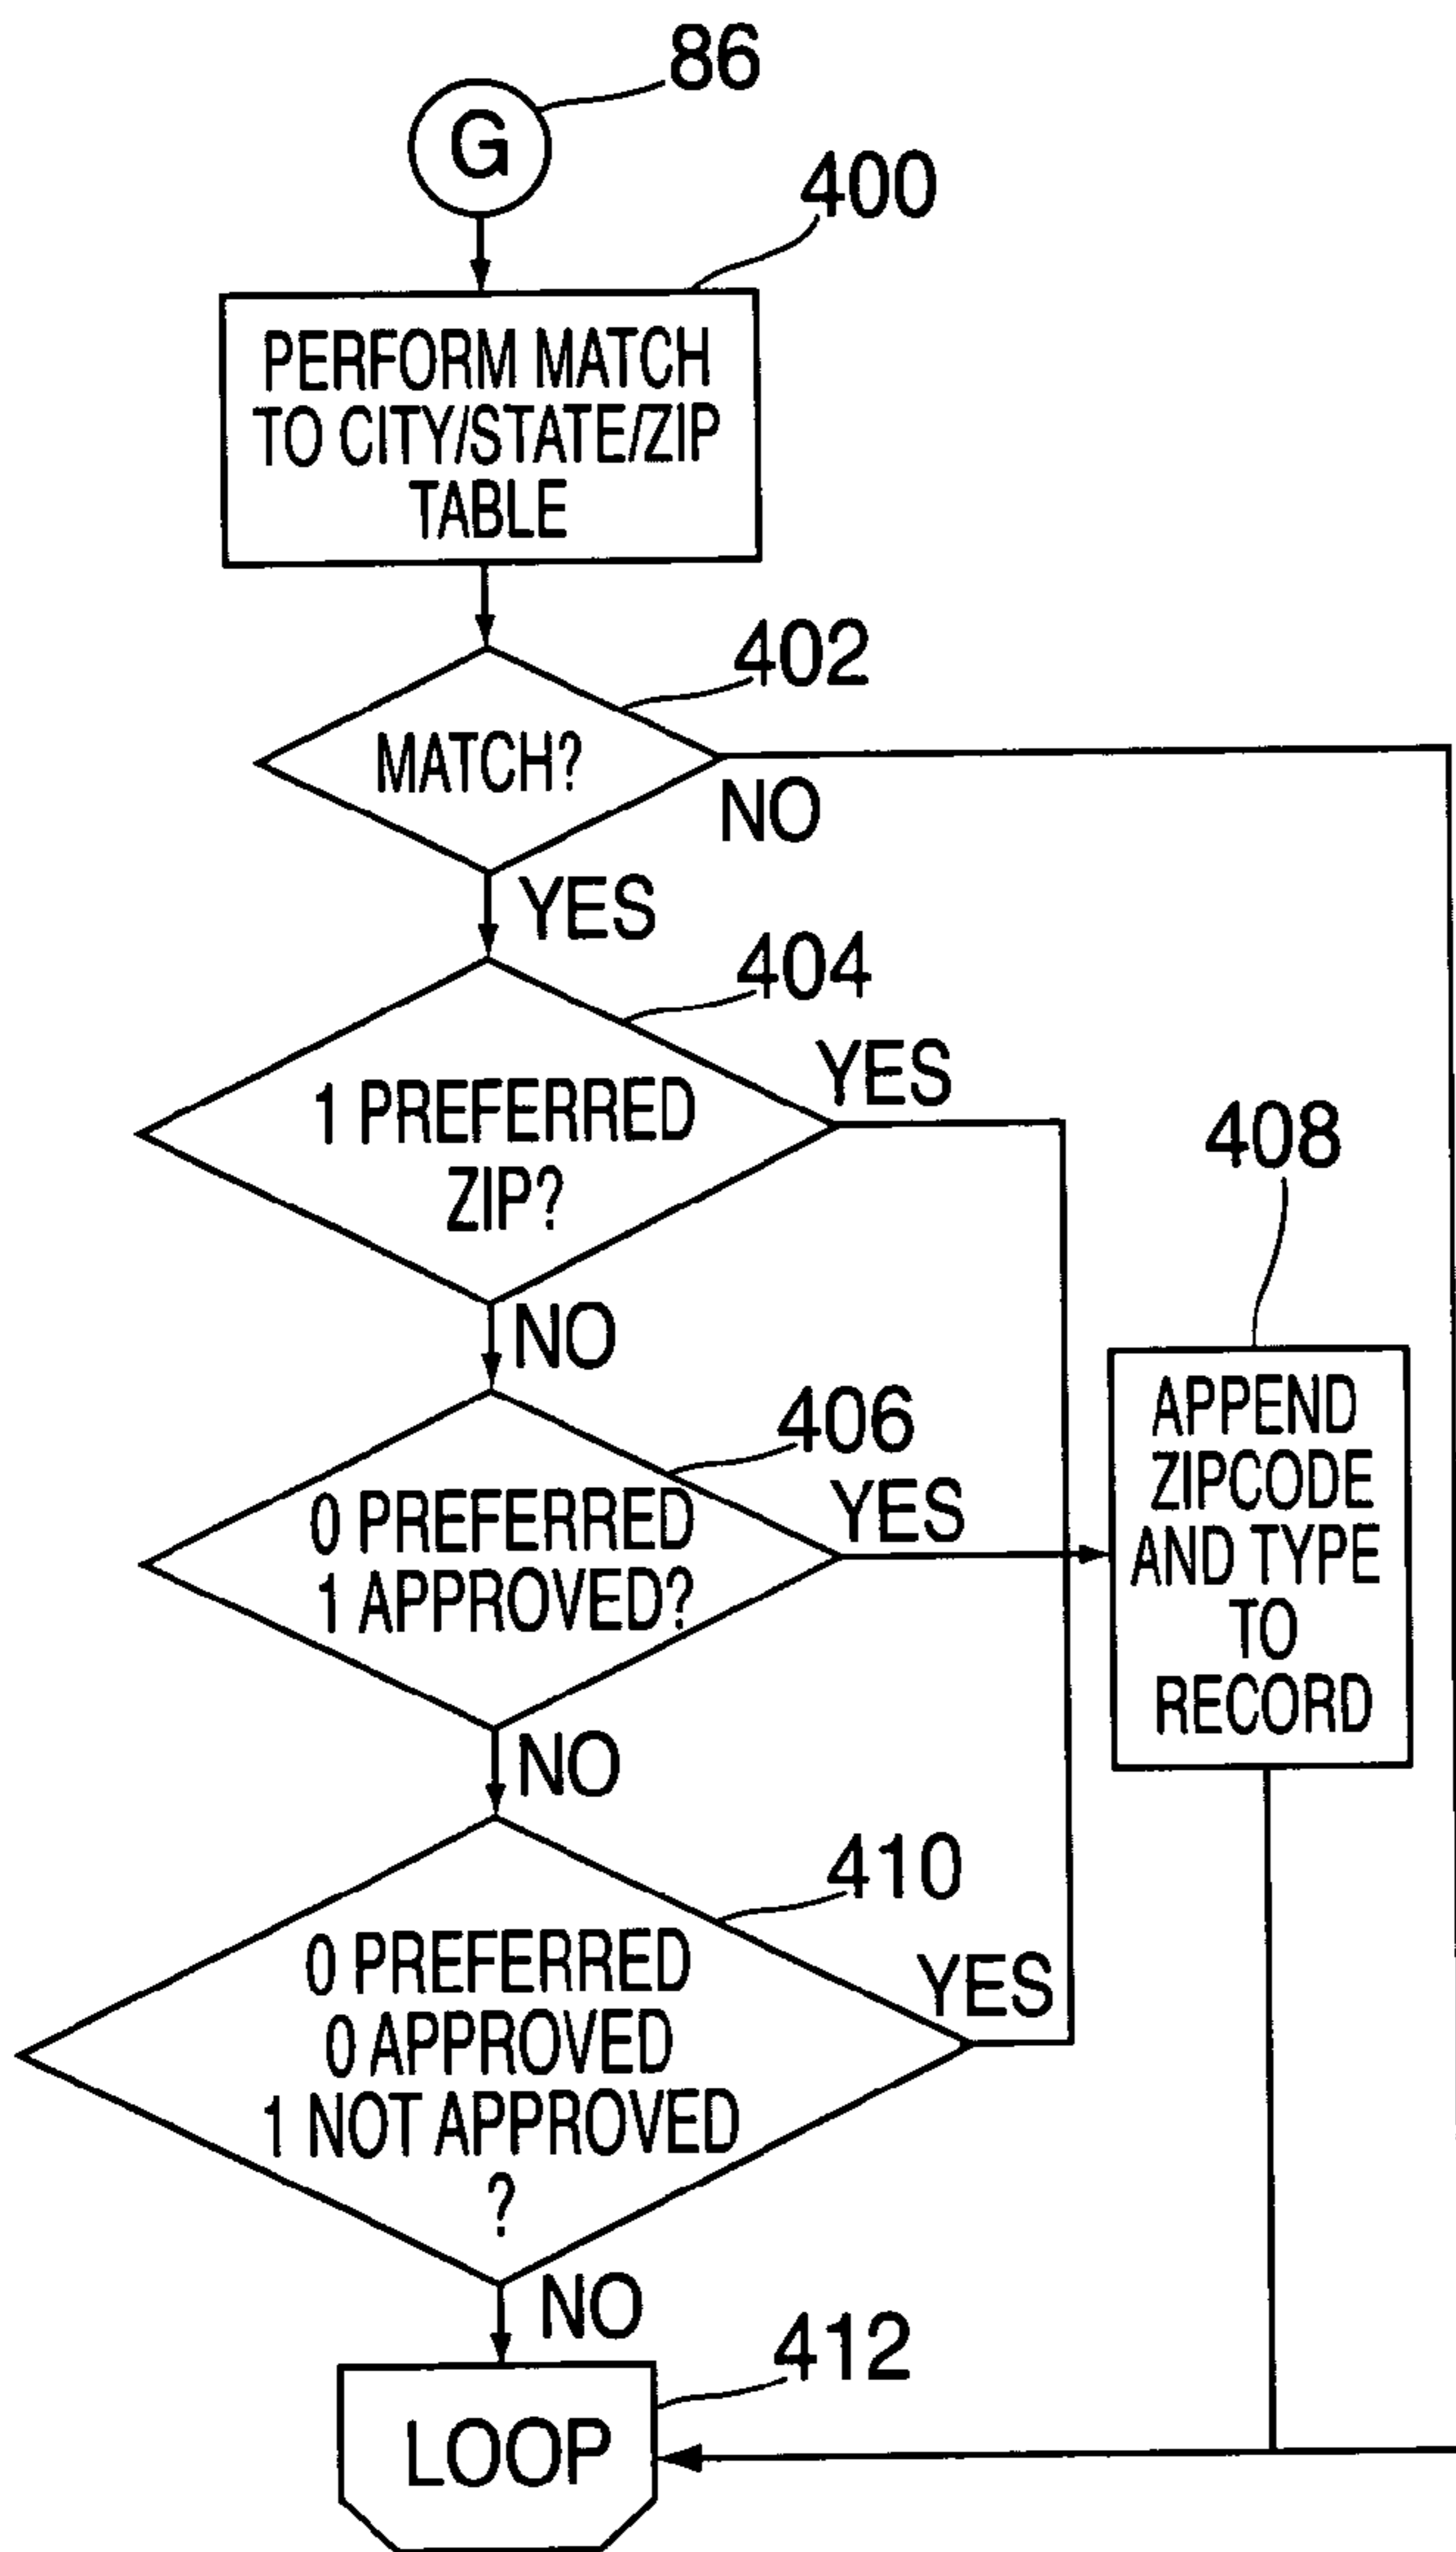 86
G
400
PERFORM MATCH
TO CITY/STATE/ZIP
TABLE
402
MATCH?
NO
YES
404
1 PREFERRED
ZIP?
YES
408
NO
406
0 PREFERRED
1 APPROVED?
YES
APPEND
ZIPCODE
AND TYPE
TO
RECORD
NO
410
0 PREFERRED
0 APPROVED
1 NOT APPROVED
?
YES
NO
412
LOOP